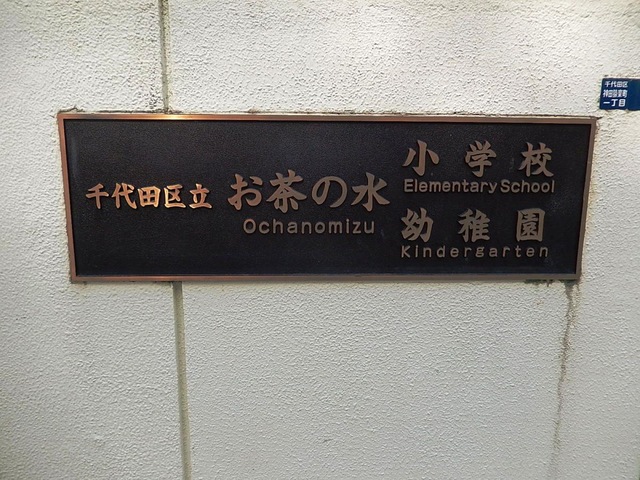 千代田区立 お茶の水
Ochanomizu
小学校
Elementary School
幼稚園
Kindergarten
千代田区
神田猿楽町
一丁目